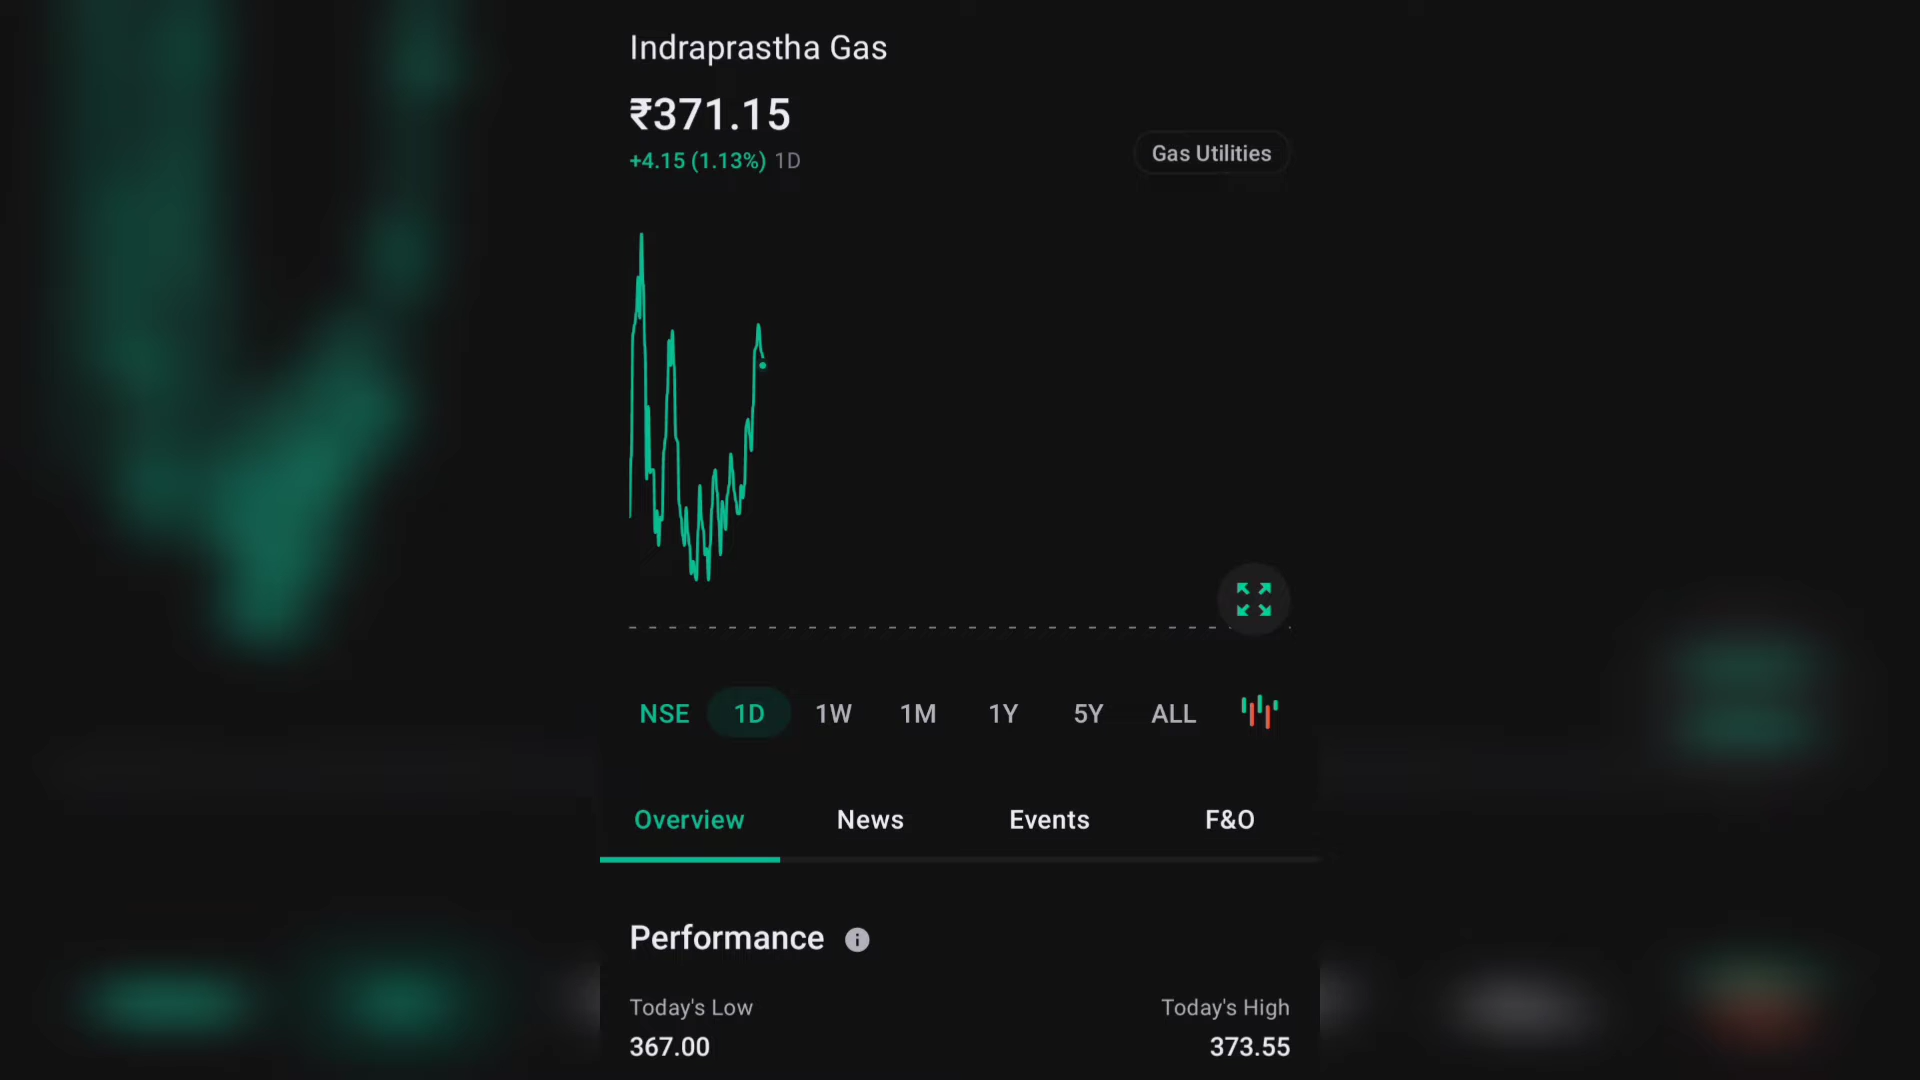 Indraprastha Gas
₹371.15
+4.15 (1.13%) 1D
Gas Utilities
NSE 1D 1W 1M 1Y 5Y ALL
Overview News Events F&O
Performance
Today's Low Today's High
367.00 373.55